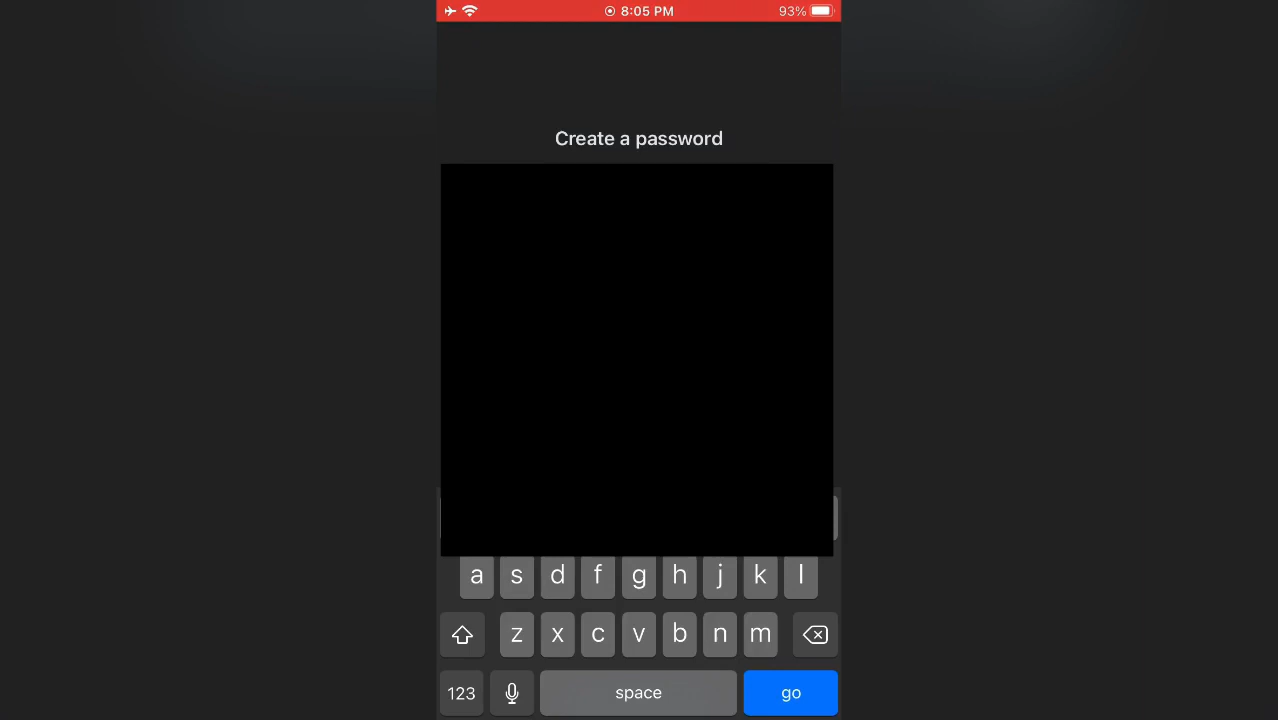 8:05 PM 93%
Create a password
a s d f g h j k l
z x c v b n m
123 space go